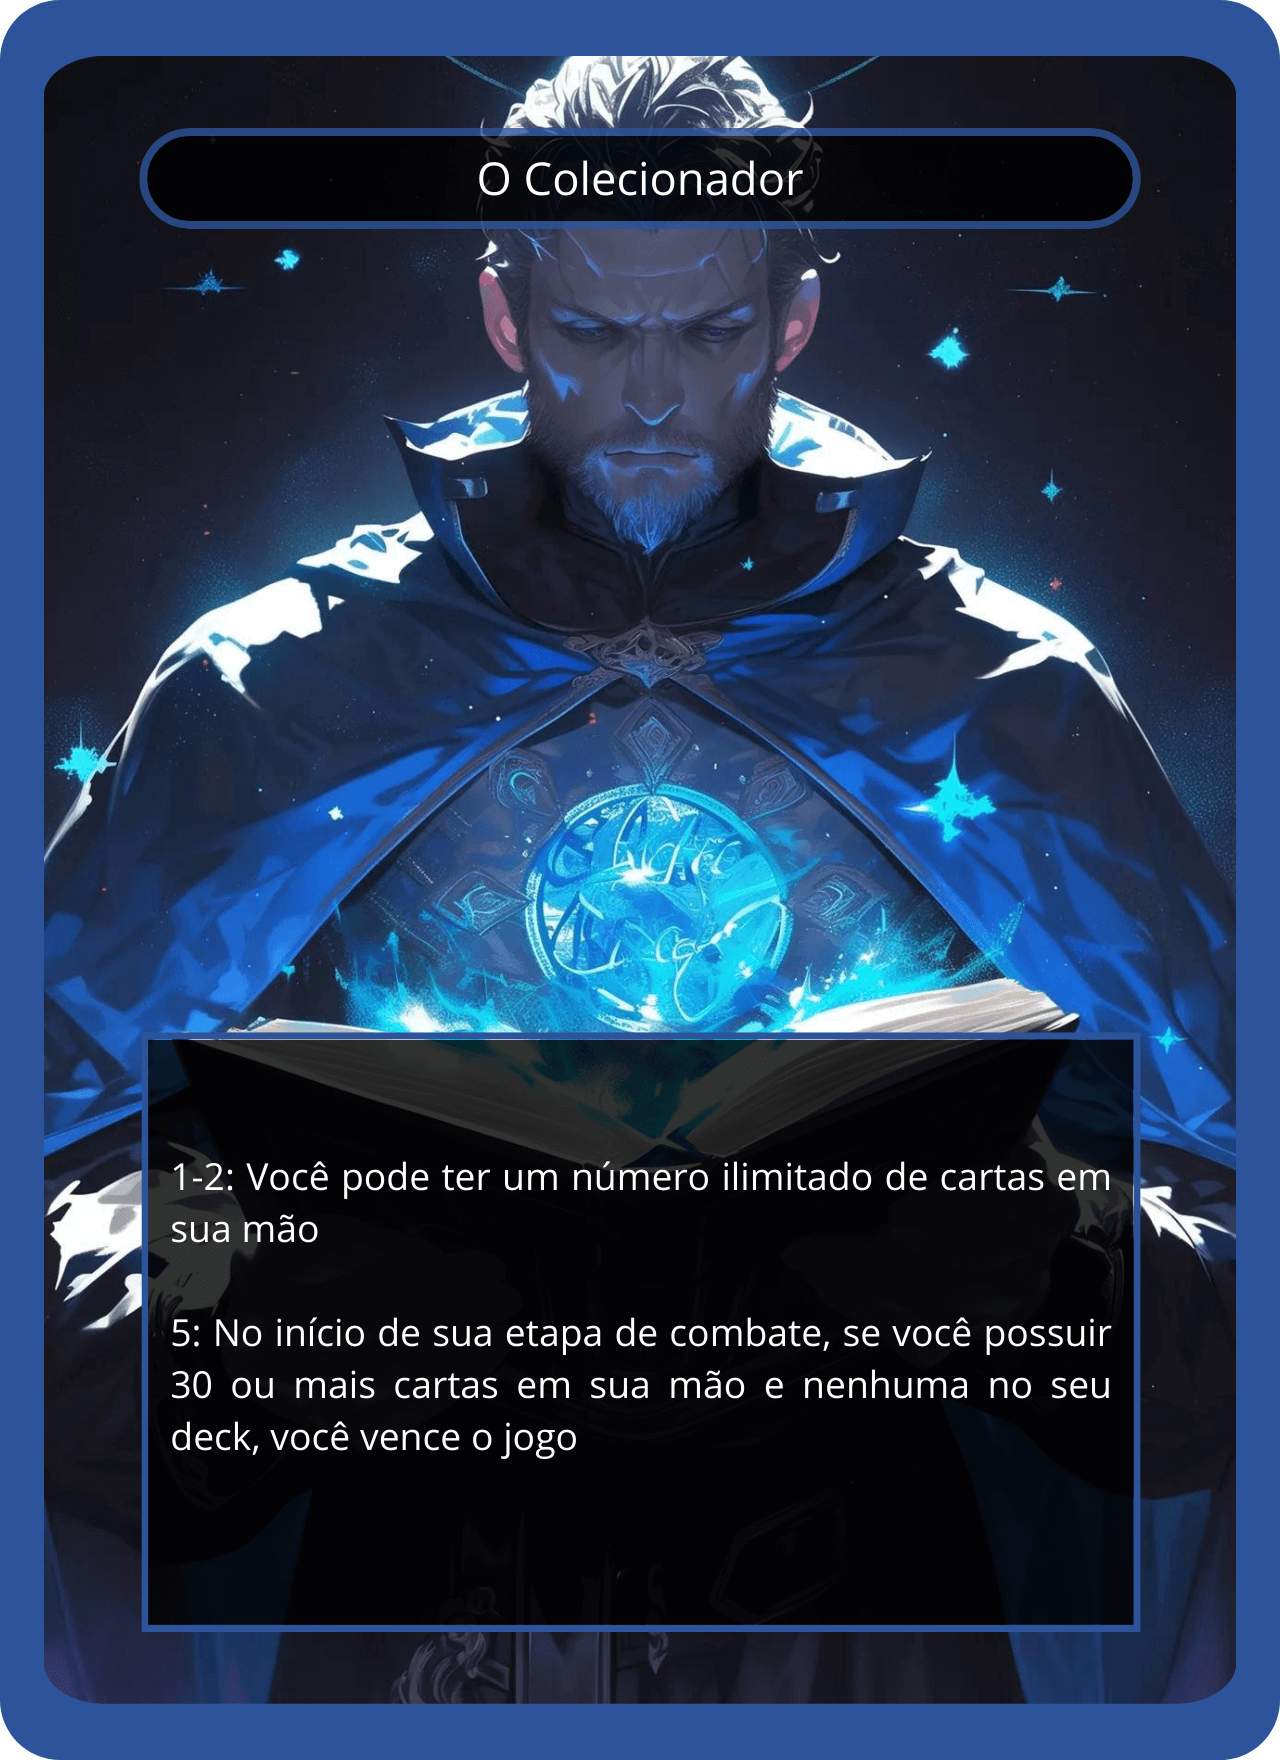 O Colecionador
1-2: Você pode ter um número ilimitado de cartas em
sua mão
5: No início de sua etapa de combate, se você possuir
30 ou mais cartas em sua mão e nenhuma no seu
deck, você vence o jogo